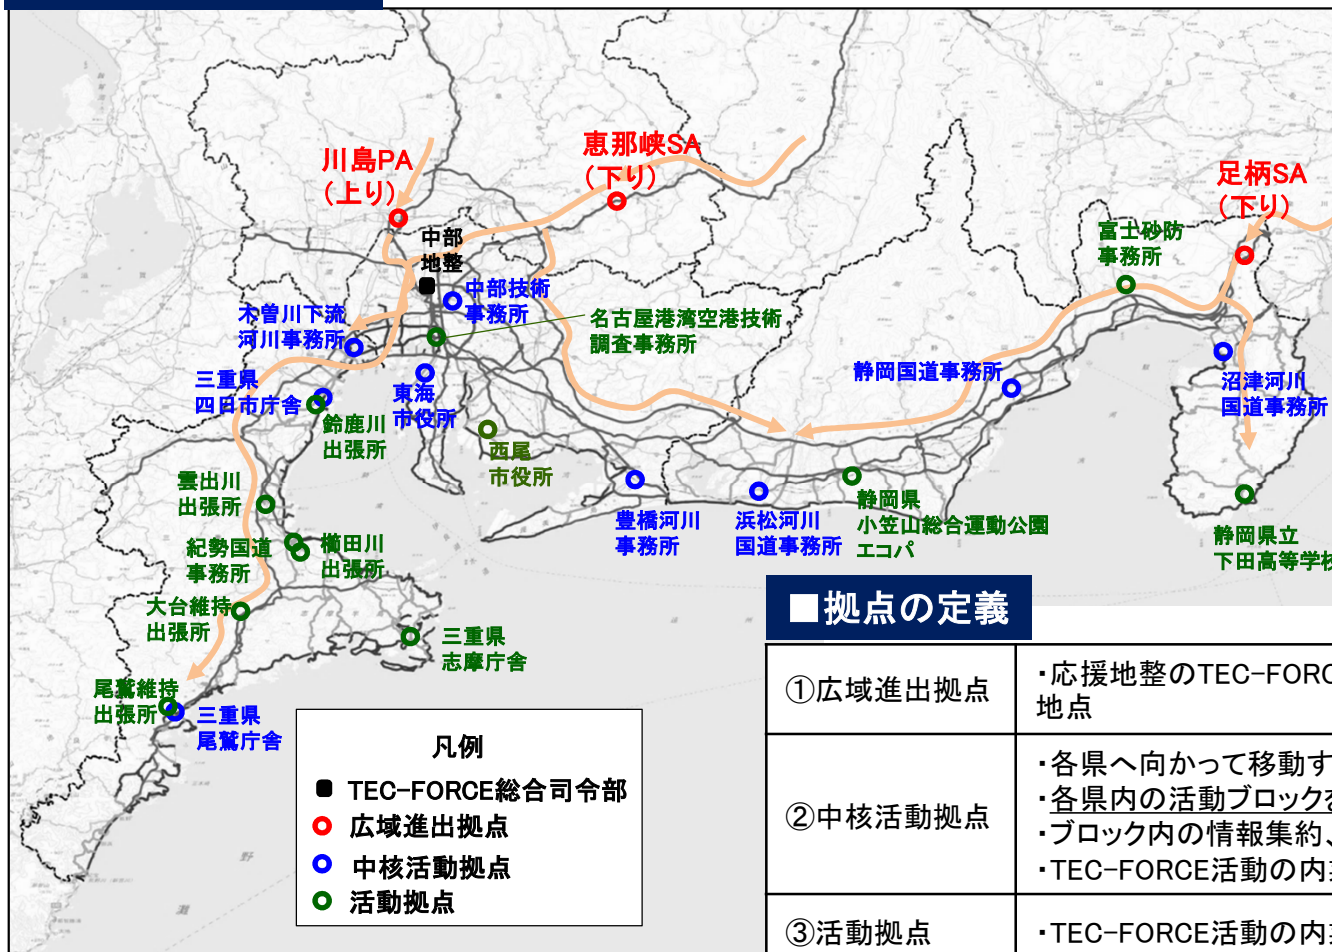 川島PA
(上り)
恵那峡SA
(下り)
足柄SA
(下り)
中部
地整
富士砂防
事務所
中部技術
事務所
木曽川下流
河川事務所
名古屋港湾空港技術
調査事務所
三重県
四日市庁舎
東海
市役所
静岡国道事務所
沼津河川
国道事務所
鈴鹿川
出張所
西尾
市役所
雲出川
出張所
豊橋河川
事務所
浜松河川
国道事務所
静岡県
小笠山総合運動公園
エコパ
紀勢国道
事務所
櫛田川
出張所
静岡県立
下田高等学校
大台維持
出張所
三重県
志摩庁舎
尾鷲維持
出張所
三重県
尾鷲庁舎
凡例
TEC-FORCE総合司令部
広域進出拠点
中核活動拠点
活動拠点
■拠点の定義
①広域進出拠点
・応援地整のTEC-FORC
地点
②中核活動拠点
・各県へ向かって移動す
・各県内の活動ブロックを
・ブロック内の情報集約、
・TEC-FORCE活動の内
③活動拠点
・TEC-FORCE活動の内